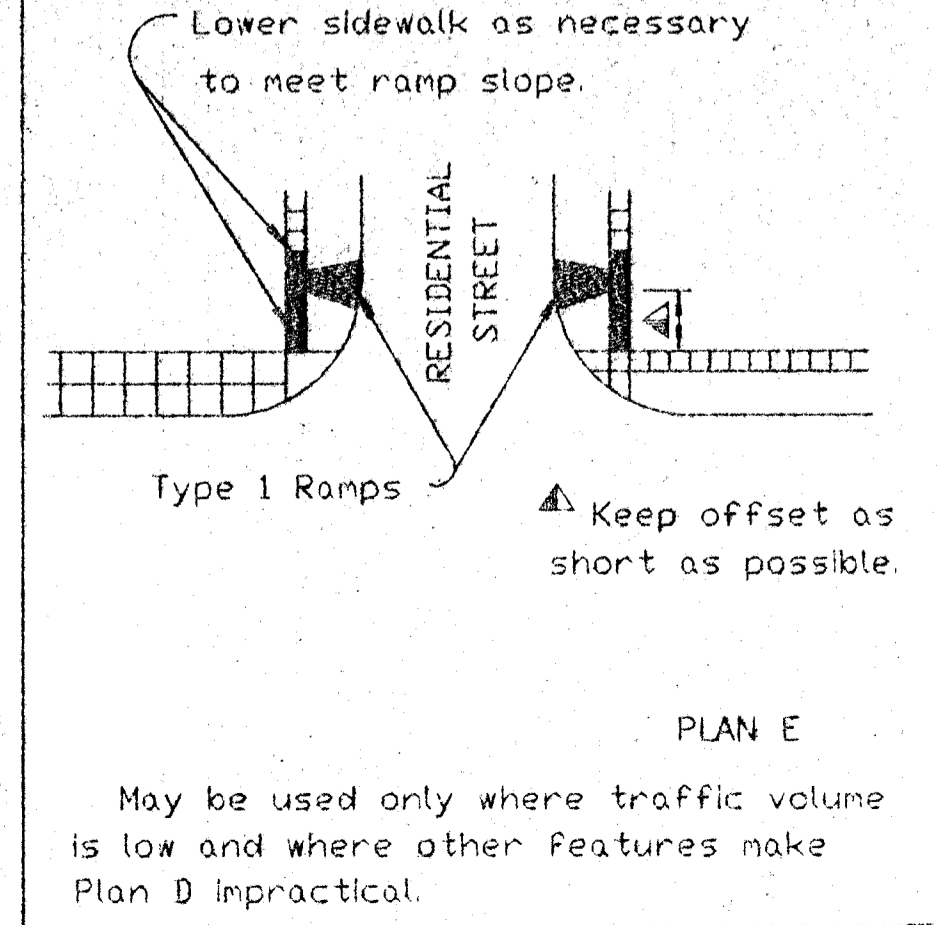 Lower sidewalk as necessary
to meet ramp slope.
RESIDENTIAL
STREET
Type 1 Ramps
Keep offset as
short as possible.
PLAN E
May be used only where traffic volume
is low and where other features make
Plan D impractical.